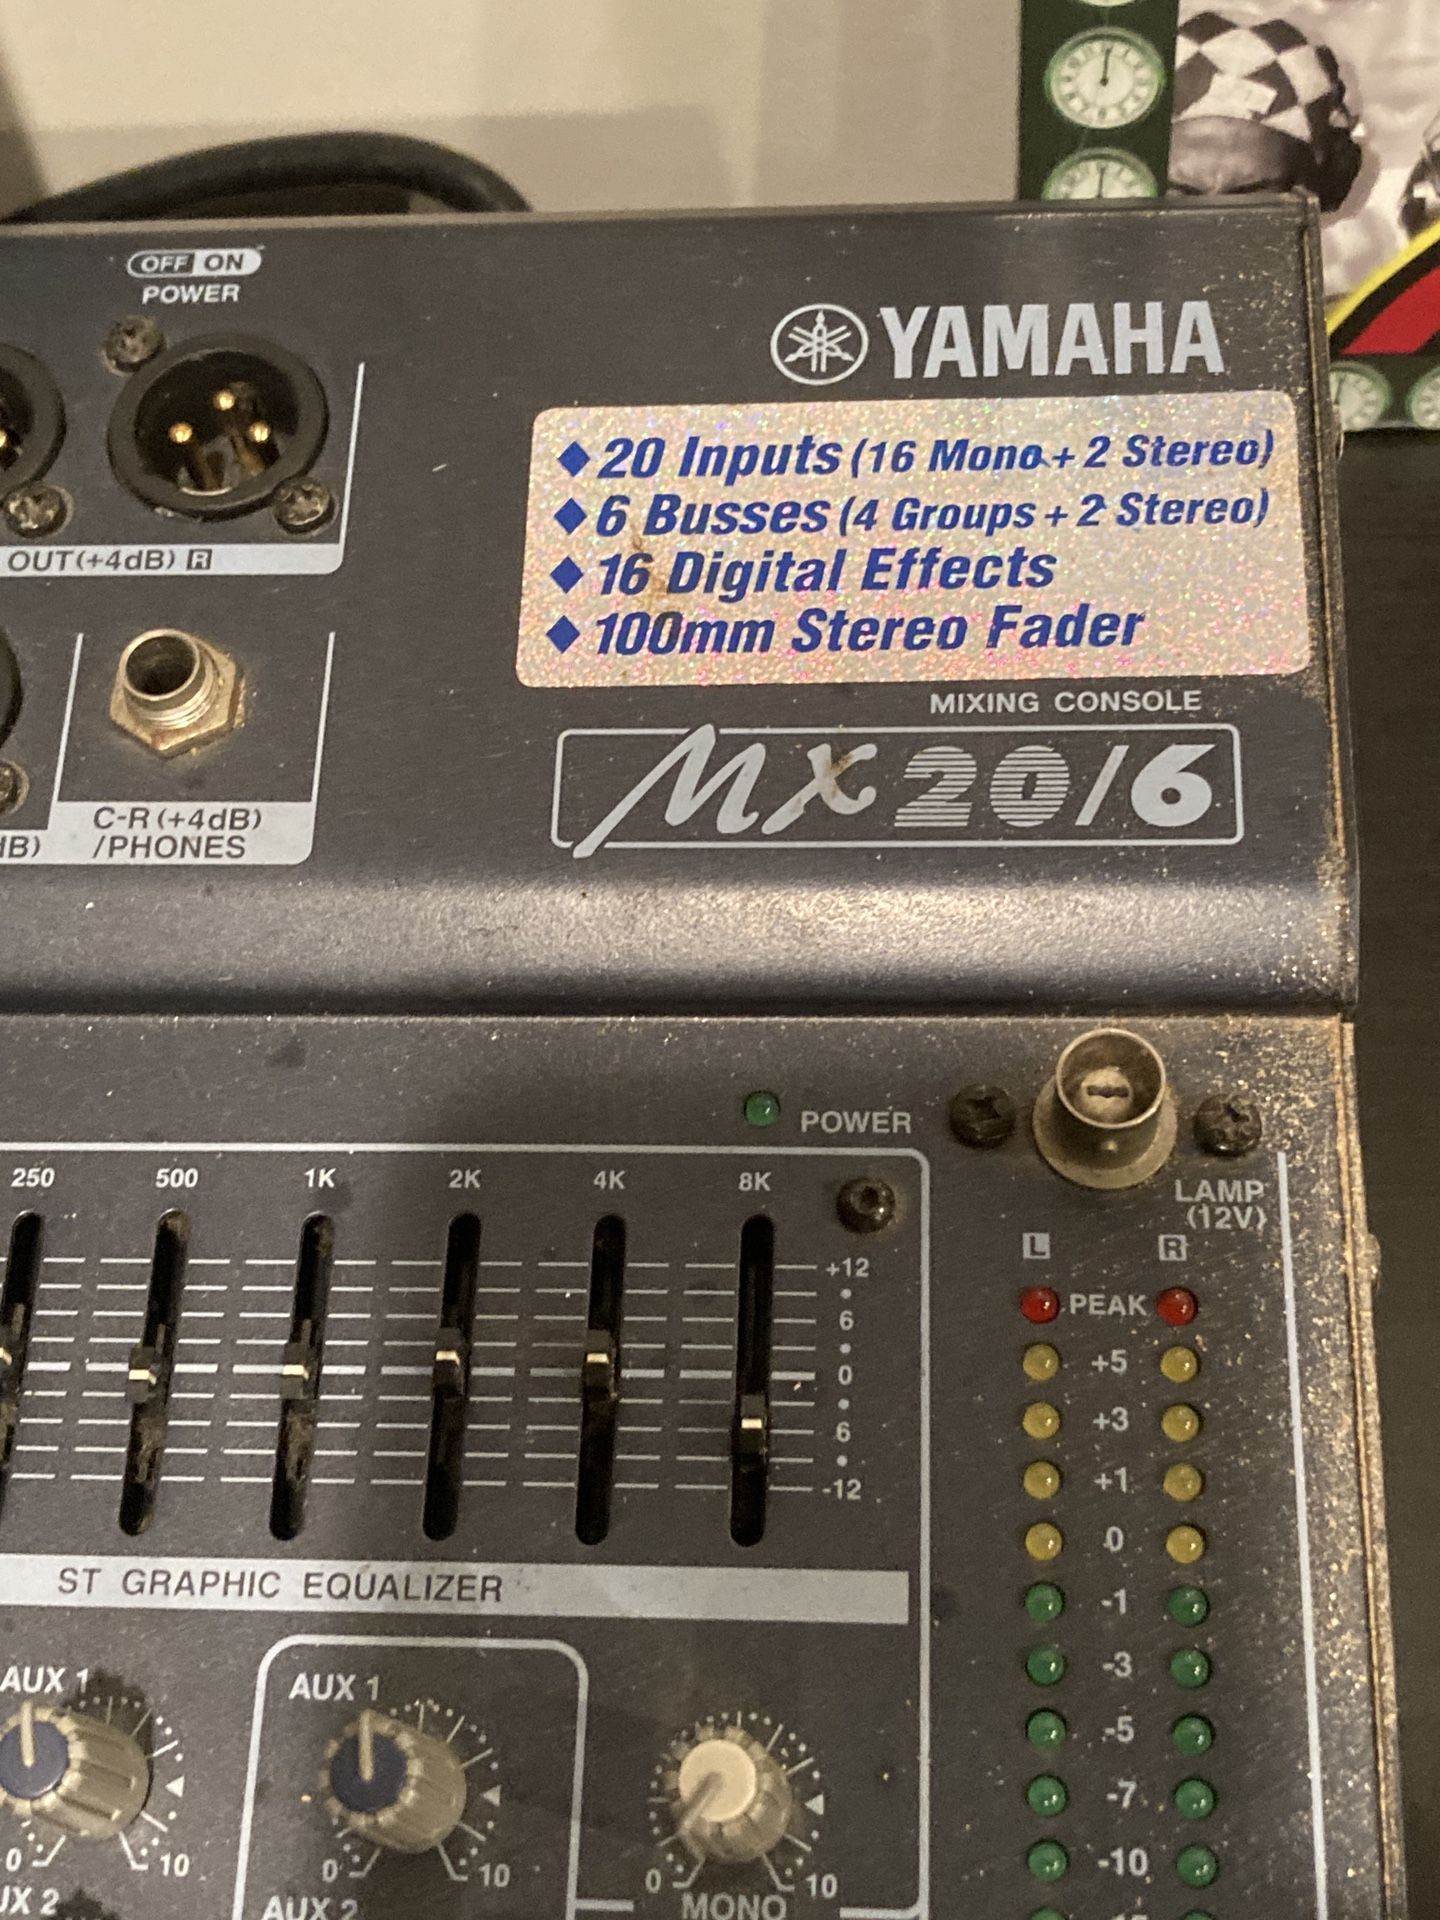 OFF ON
POWER
YAMAHA
◆20 Inputs (16 Mono + 2 Stereo)
◆6 Busses (4 Groups + 2 Stereo)
◆16 Digital Effects
◆100mm Stereo Fader
OUT(+4dB) R
MIXING CONSOLE
MX 20/6
C-R (+4dB)
/PHONES
POWER
LAMP
(12V)
250 500 1K 2K 4K 8K
L R
+12
6
0
6
-12
PEAK
+5
+3
+1
0
-1
-3
-5
-7
-10
ST GRAPHIC EQUALIZER
AUX 1 AUX 1
0 10 0 10 0 10
AUX 2 MONO